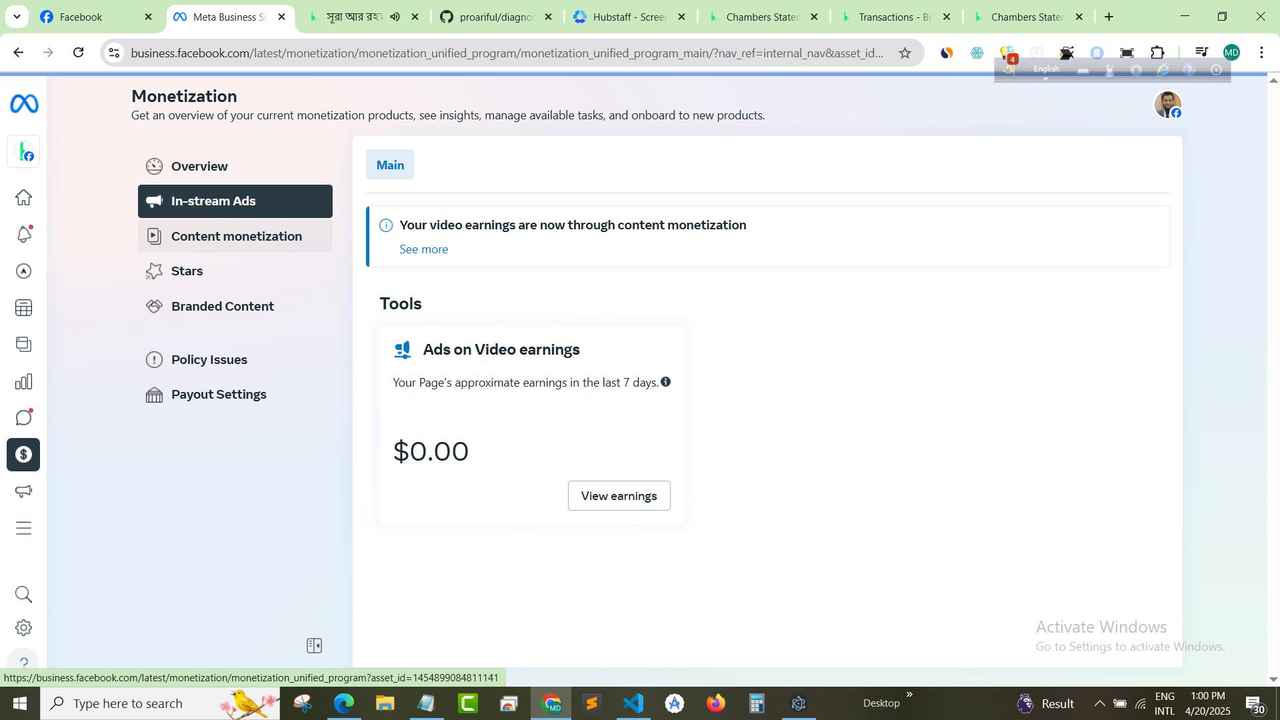 Facebook
Meta Business S
সূরা আর রহ
proariful/diagno
Hubstaff - Scree
Chambers State
Transactions - B
Chambers State
business.facebook.com/latest/monetization/monetization_unified_program/monetization_unified_program_main/?nav_ref=internal_nav&asset_id...
MD
4
English
Monetization
Get an overview of your current monetization products, see insights, manage available tasks, and onboard to new products.
Overview
In-stream Ads
Content monetization
Stars
Branded Content
Policy Issues
Payout Settings
Main
Your video earnings are now through content monetization
See more
Tools
Ads on Video earnings
Your Page's approximate earnings in the last 7 days.
$0.00
View earnings
Activate Windows
Go to Settings to activate Windows.
https://business.facebook.com/latest/monetization/monetization_unified_program?asset_id=1454899084811141
Type here to search
Desktop
»
Result
ENG
INTL
1:00 PM
4/20/2025
30